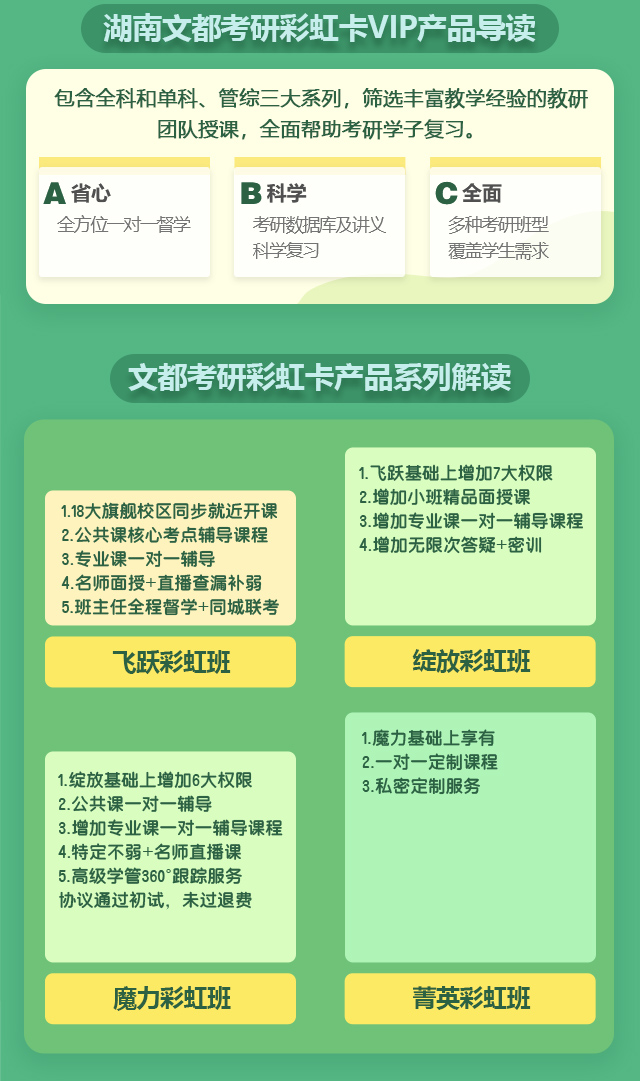 湖南文都考研彩虹卡VIP产品导读
包含全科和单科、管综三大系列，筛选丰富教学经验的教研
团队授课，全面帮助考研学子复习。
A 省心
全方位一对一督学
B 科学
考研数据库及讲义
科学复习
C 全面
多种考研班型
覆盖学生需求
文都考研彩虹卡产品系列解读
1.18大旗舰校区同步就近开课
2.公共课核心考点辅导课程
3.专业课一对一辅导
4.名师面授+直播查漏补弱
5.班主任全程督学+同城联考
飞跃彩虹班
1.飞跃基础上增加7大权限
2.增加小班精品面授课
3.增加专业课一对一辅导课程
4.增加无限次答疑+密训
绽放彩虹班
1.绽放基础上增加6大权限
2.公共课一对一辅导
3.增加专业课一对一辅导课程
4.特定不弱+名师直播课
5.高级学管360°跟踪服务
协议通过初试，未过退费
魔力彩虹班
1.魔力基础上享有
2.一对一定制课程
3.私密定制服务
菁英彩虹班